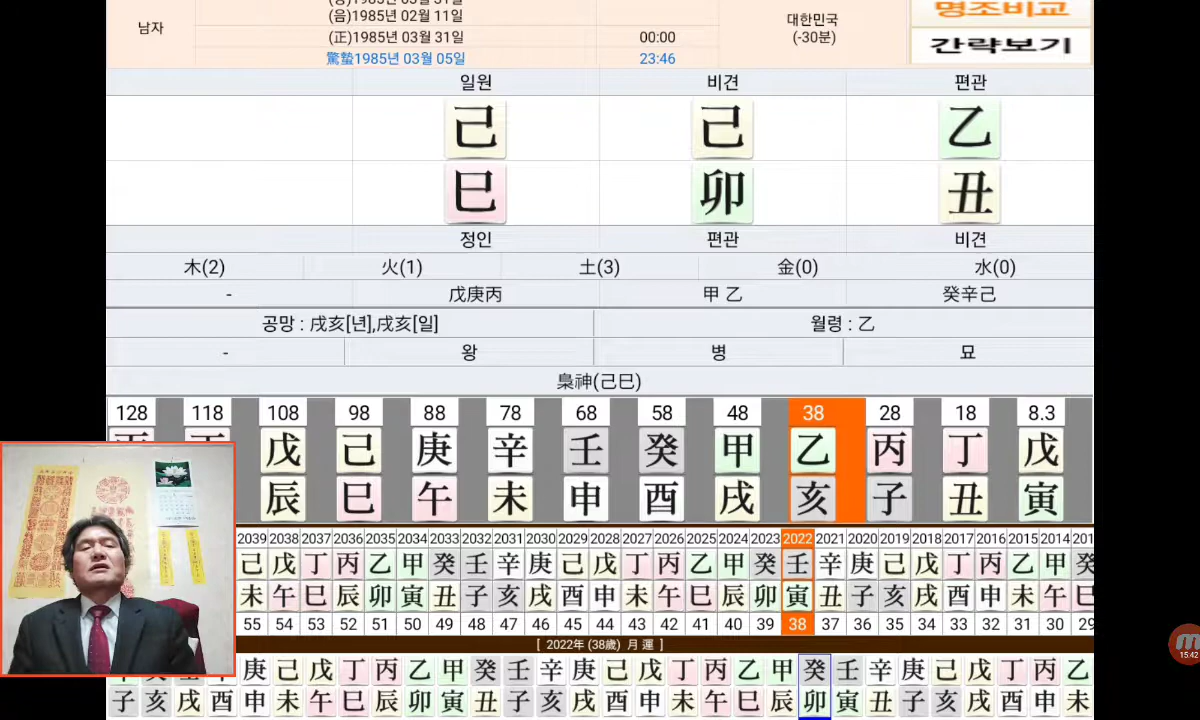 명조비교
남자
(음)1985년 02월 11일
(正)1985年 03월 31일
00:00
대한민국
(-30분)
간략보기
驚蟄1985년 03월 05일
23:46
일원 비견 편관
己 己 乙
巳 卯 丑
정인 편관 비견
木(2) 火(1) 土(3) 金(0) 水(0)
- 戊庚丙 甲 乙 癸辛己
공망 : 戌亥[년],戌亥[일] 월령 : 乙
- 왕 병 묘
梟神(己巳)
128 118 108 98 88 78 68 58 48 38 28 18 8.3
戊 己 庚 辛 壬 癸 甲 乙 丙 丁 戊
辰 巳 午 未 申 酉 戌 亥 子 丑 寅
2039 2038 2037 2036 2035 2034 2033 2032 2031 2030 2029 2028 2027 2026 2025 2024 2023 2022 2021 2020 2019 2018 2017 2016 2015 2014 201
己 戊 丁 丙 乙 甲 癸 壬 辛 庚 己 戊 丁 丙 乙 甲 癸 壬 辛 庚 己 戊 丁 丙 乙 甲 癸
未 午 巳 辰 卯 寅 丑 子 亥 戌 酉 申 未 午 巳 辰 卯 寅 丑 子 亥 戌 酉 申 未 午 巳
55 54 53 52 51 50 49 48 47 46 45 44 43 42 41 40 39 38 37 36 35 34 33 32 31 30 29
[ 2022年 (38歲) 月 運 ]
庚 己 戊 丁 丙 乙 甲 癸 壬 辛 庚 己 戊 丁 丙 乙 甲 癸 壬 辛 庚 己 戊 丁 丙 乙
子 亥 戌 酉 申 未 午 巳 辰 卯 寅 丑 子 亥 戌 酉 申 未 午 巳 辰 卯 寅 丑 子 亥 戌 酉 申 未
15:42